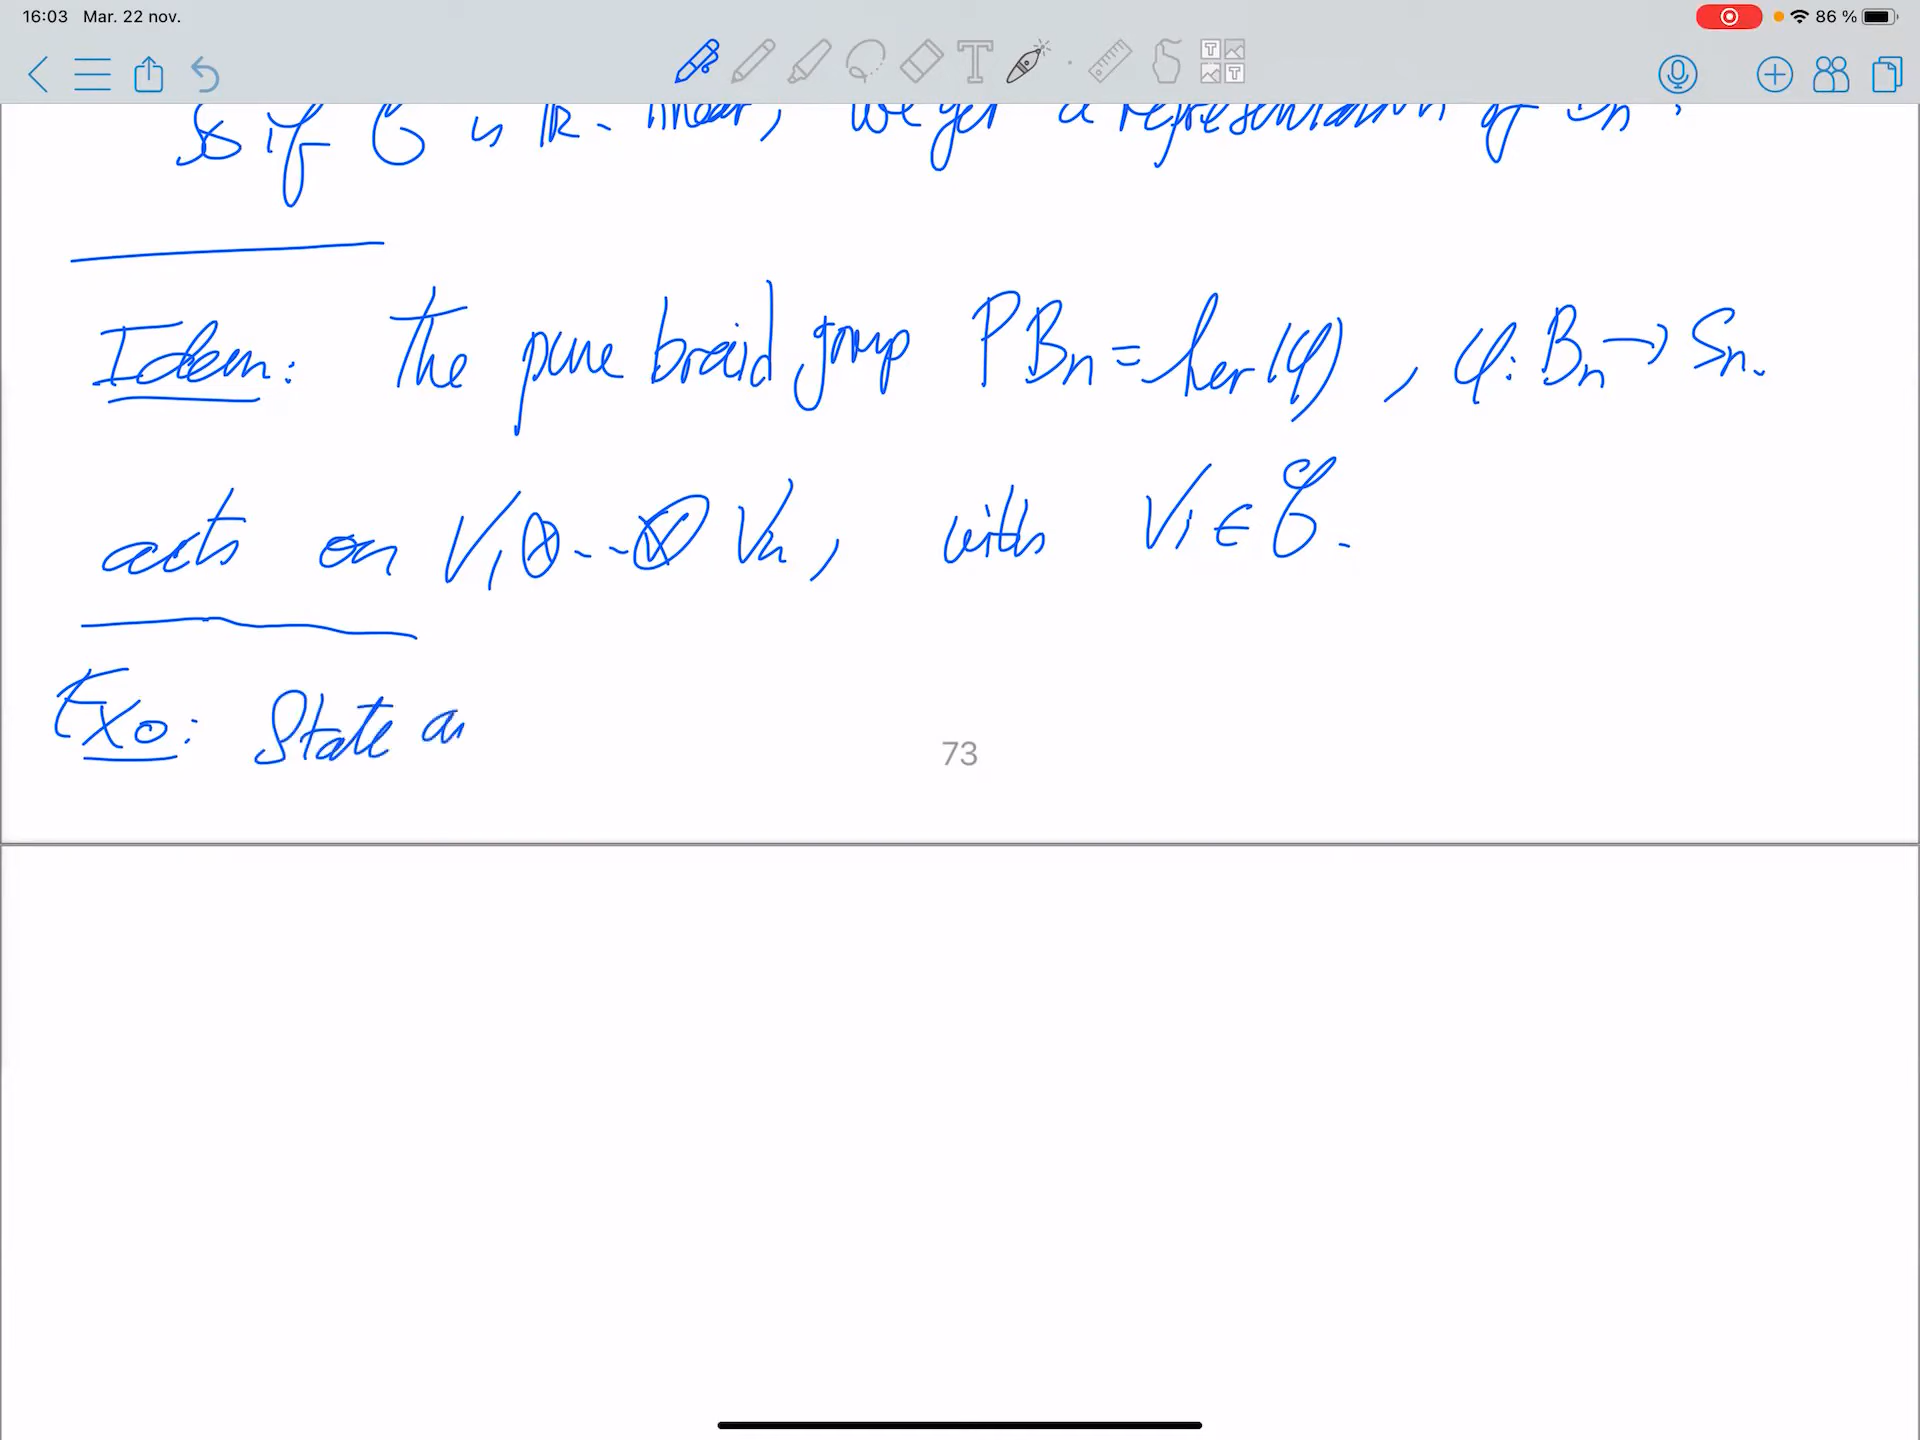 16:03 Mar. 22 nov. 86 %
So if C is k-linear, we get a representation of Bn.
Idem: The pure braid group PBn = ker(φ), φ: Bn → Sn.
acts on V1⊗--⊗Vn, with Vi ∈ C.
Exo: State an
73